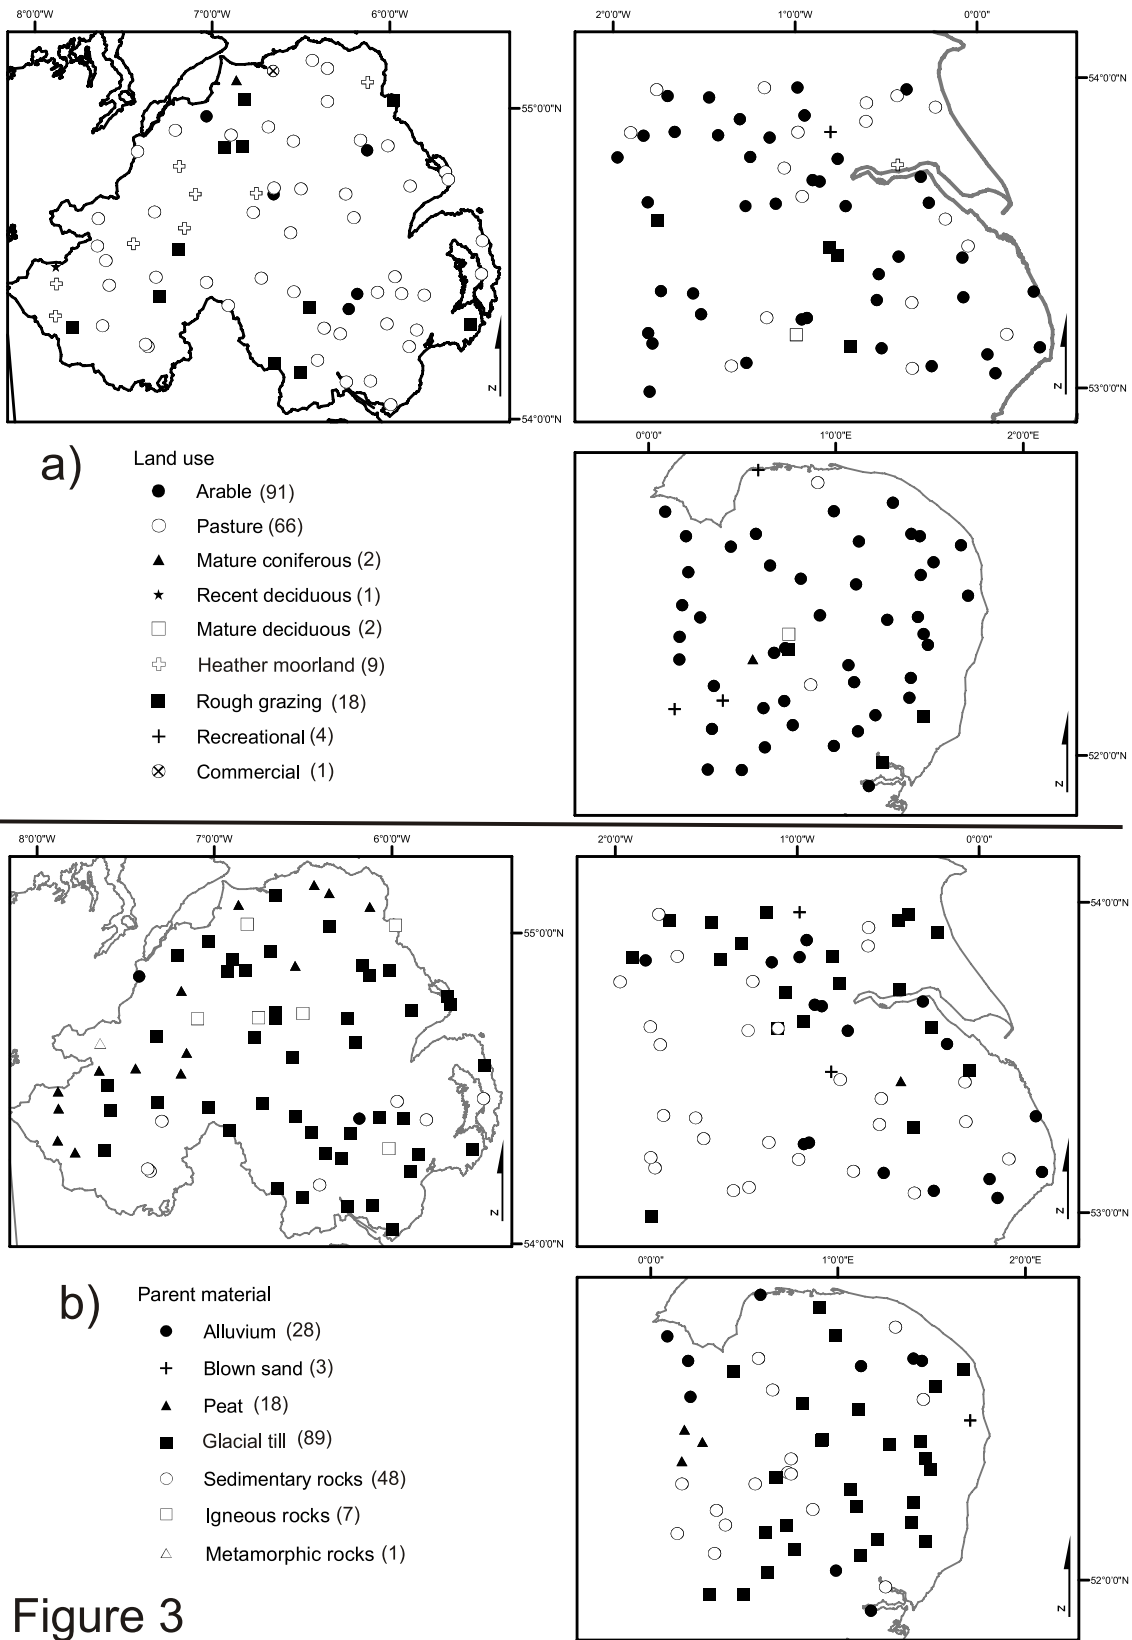 8°0'0"W 7°0'0"W 6°0'0"W
2°0'0"W 1°0'0"W 0°0'0"
54°0'0"N
55°0'0"N
N
N
53°0'0"N
54°0'0"N
0°0'0" 1°0'0"E 2°0'0"E
a)
Land use
Arable (91)
Pasture (66)
Mature coniferous (2)
Recent deciduous (1)
Mature deciduous (2)
Heather moorland (9)
Rough grazing (18)
Recreational (4)
Commercial (1)
52°0'0"N
N
8°0'0"W 7°0'0"W 6°0'0"W
2°0'0"W 1°0'0"W 0°0'0"
54°0'0"N
55°0'0"N
N
N
53°0'0"N
54°0'0"N
0°0'0" 1°0'0"E 2°0'0"E
b)
Parent material
Alluvium (28)
Blown sand (3)
Peat (18)
Glacial till (89)
Sedimentary rocks (48)
Igneous rocks (7)
Metamorphic rocks (1)
52°0'0"N
N
Figure 3